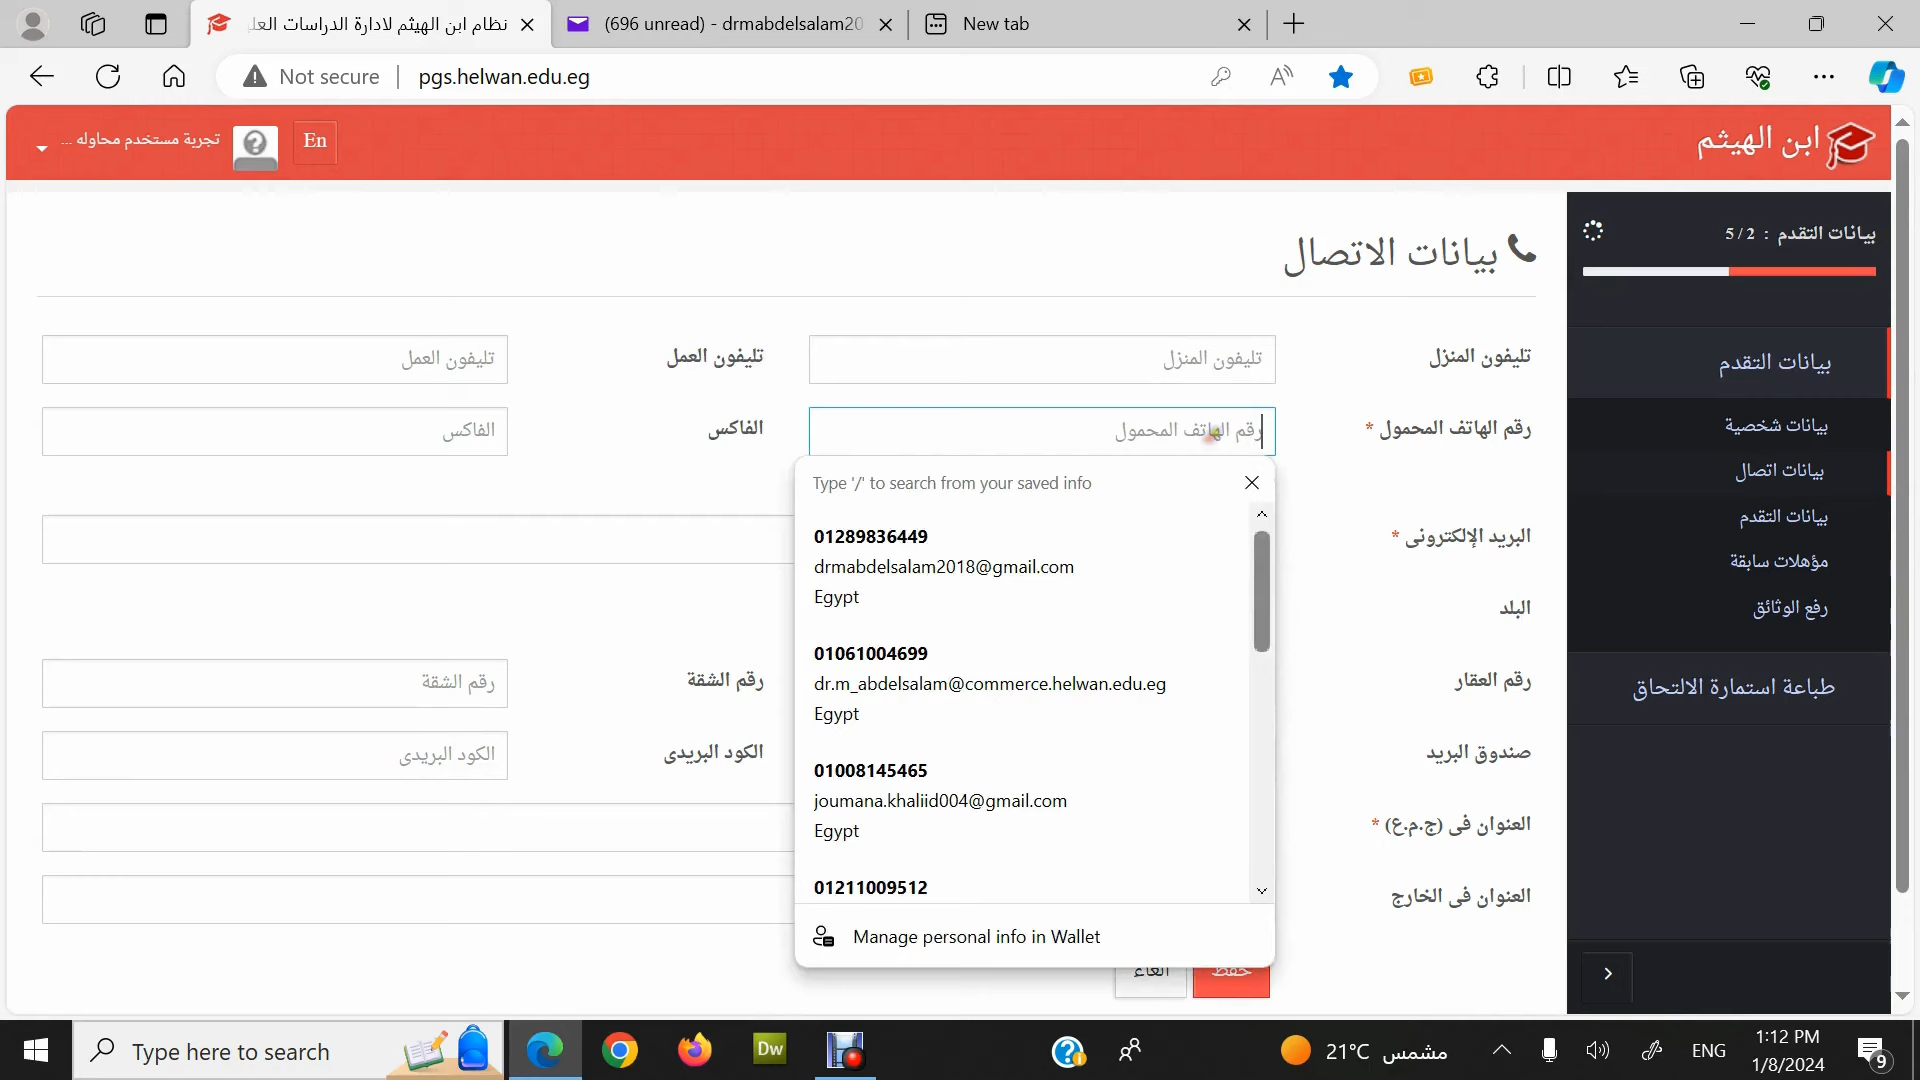 نظام ابن الهيثم لادارة الدراسات العل
(696 unread) - drmabdelsalam20
New tab
Not secure
pgs.helwan.edu.eg
ابن الهيثم
En
تجربة مستخدم محاوله ...
بيانات التقدم : 2 / 5
بيانات التقدم
بيانات شخصية
بيانات اتصال
بيانات التقدم
مؤهلات سابقة
رفع الوثائق
طباعة استمارة الالتحاق
بيانات الاتصال
تليفون المنزل
تليفون المنزل
تليفون العمل
تليفون العمل
رقم الهاتف المحمول *
رقم الهاتف المحمول
الفاكس
الفاكس
البريد الإلكترونى *
البلد
رقم العقار
رقم الشقة
رقم الشقة
صندوق البريد
الكود البريدى
الكود البريدى
العنوان فى (ج.م.ع) *
العنوان فى الخارج
Type '/' to search from your saved info
01289836449
drmabdelsalam2018@gmail.com
Egypt
01061004699
dr.m_abdelsalam@commerce.helwan.edu.eg
Egypt
01008145465
joumana.khaliid004@gmail.com
Egypt
01211009512
Manage personal info in Wallet
حفظ
الغاء
Type here to search
Dw
21°C مشمس
ENG
1:12 PM
1/8/2024
9